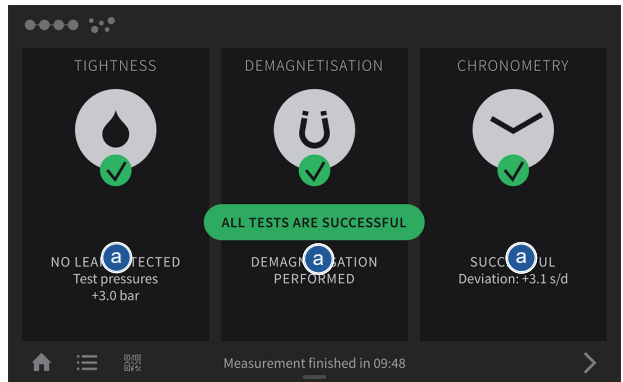 TIGHTNESS
DEMAGNETISATION
CHRONOMETRY
ALL TESTS ARE SUCCESSFUL
a
NO
Test pressures
+3.0 bar
a
PERFORMED
a
Deviation: +3.1 s/d
Measurement finished in 09:48